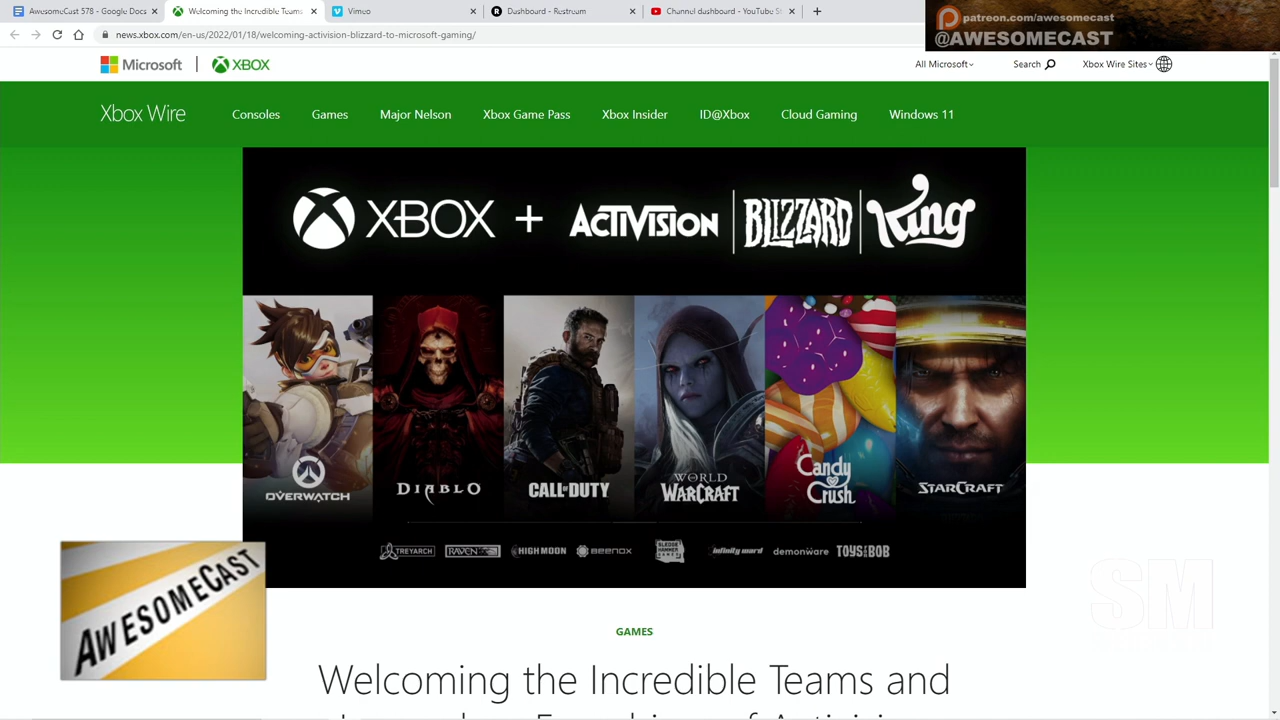 AwesomeCast 578 - Google Docs
Welcoming the Incredible Teams
Vimeo
Dashboard - Restream
Channel dashboard - YouTube St
patreon.com/awesomecast
@AWESOMECAST
news.xbox.com/en-us/2022/01/18/welcoming-activision-blizzard-to-microsoft-gaming/
Microsoft
XBOX
All Microsoft
Search
Xbox Wire Sites
Xbox Wire
Consoles
Games
Major Nelson
Xbox Game Pass
Xbox Insider
ID@Xbox
Cloud Gaming
Windows 11
XBOX + ACTIVISION BLIZZARD King
OVERWATCH
DIABLO
CALL OF DUTY
WORLD
WARCRAFT
Candy
Crush
STARCRAFT
TREYARCH
RAVEN
HIGH MOON
BEENOX
SLEDGE
HAMMER
GAMES
infinity ward
demonware
TOYS FOR BOB
AWESOMECAST
SM
GAMES
Welcoming the Incredible Teams and